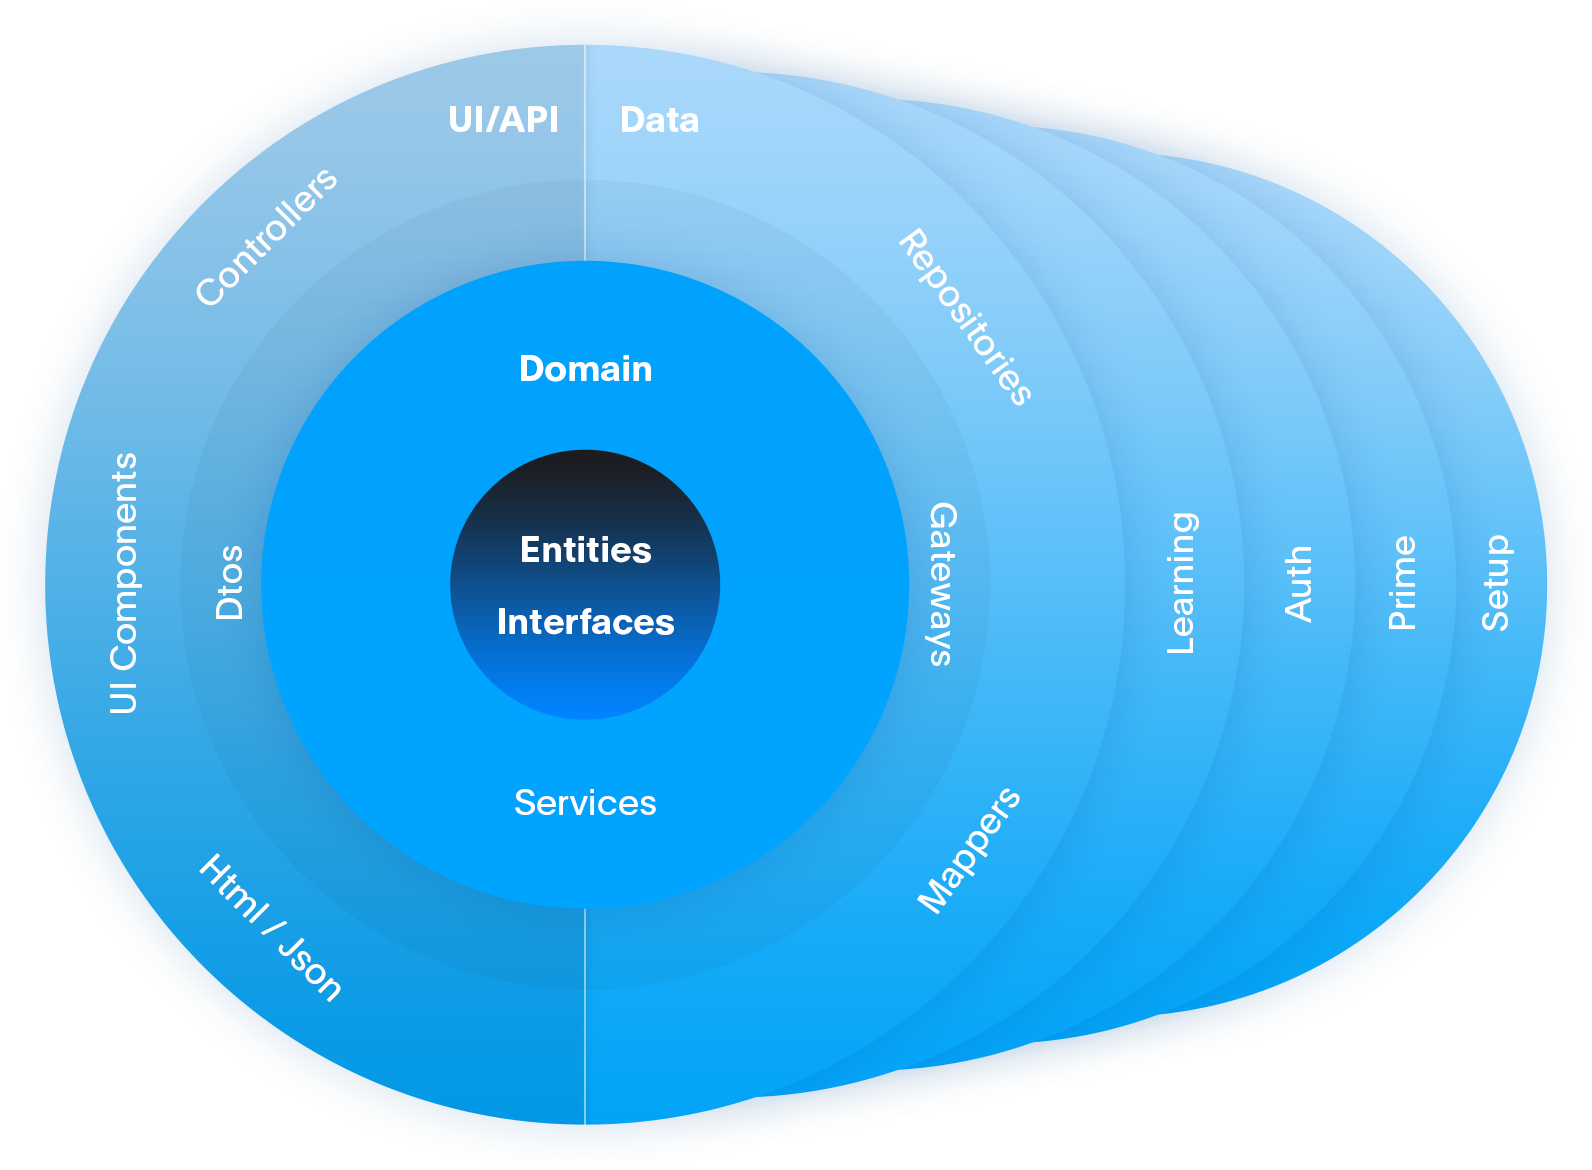 UI/API
Data
Controllers
Repositories
Domain
UI Components
Dtos
Entities
Interfaces
Gateways
Learning
Auth
Prime
Setup
Services
Mappers
Html / Json